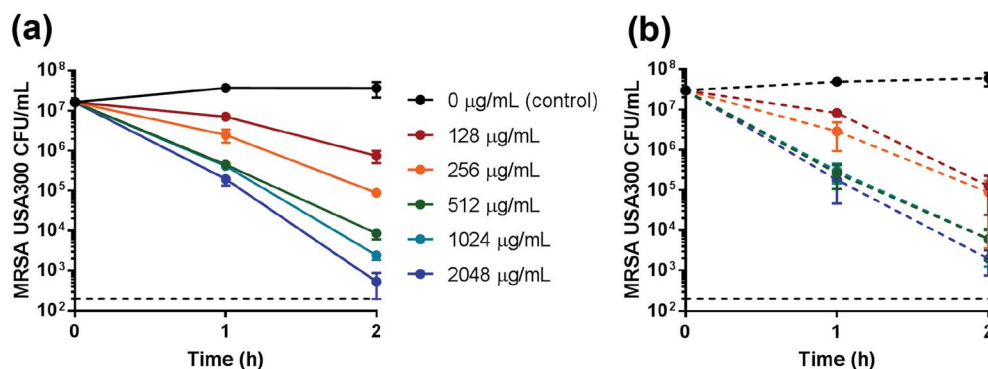 (a)
MRSA USA300 CFU/mL
10⁸
10⁷
10⁶
10⁵
10⁴
10³
10²
0
1
2
Time (h)
0 μg/mL (control)
128 μg/mL
256 μg/mL
512 μg/mL
1024 μg/mL
2048 μg/mL
(b)
MRSA USA300 CFU/mL
10⁸
10⁷
10⁶
10⁵
10⁴
10³
10²
0
1
2
Time (h)